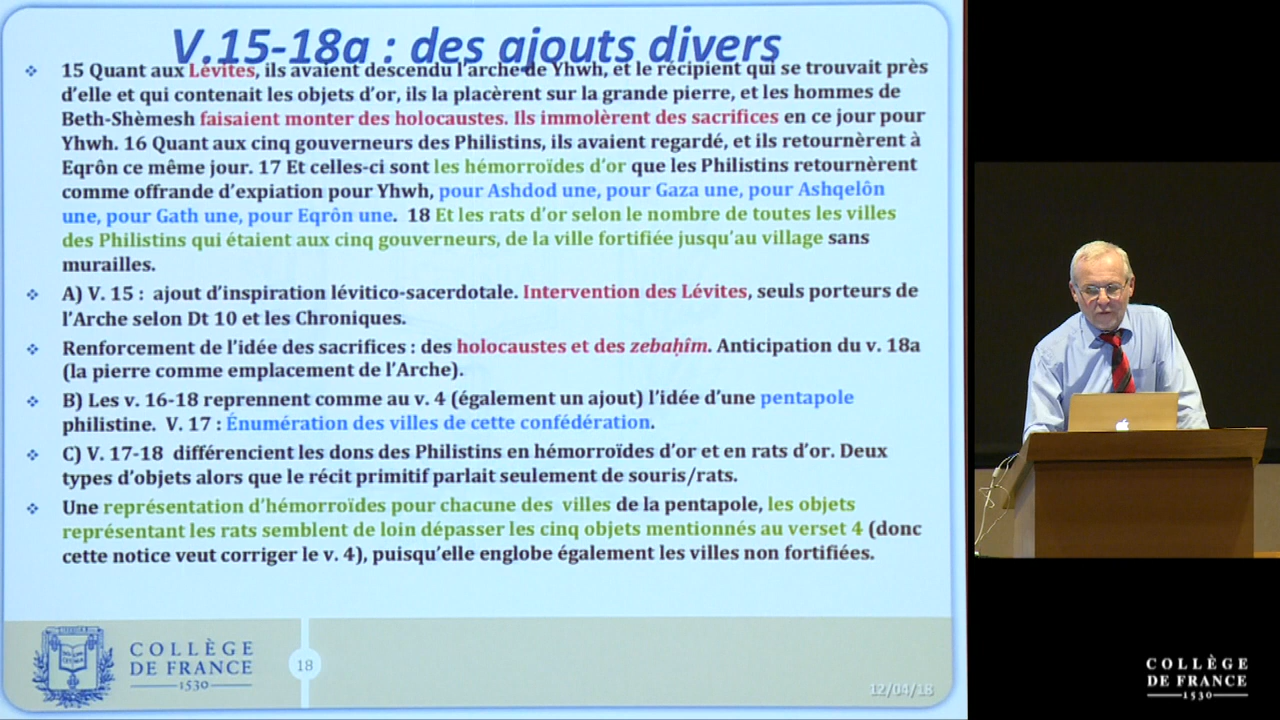 V.15-18a : des ajouts divers
15 Quant aux Lévites, ils avaient descendu l'arche de Yhwh, et le récipient qui se trouvait près
d'elle et qui contenait les objets d'or, ils la placèrent sur la grande pierre, et les hommes de
Beth-Shèmesh faisaient monter des holocaustes. Ils immolèrent des sacrifices en ce jour pour
Yhwh. 16 Quant aux cinq gouverneurs des Philistins, ils avaient regardé, et ils retournèrent à
Eqrôn ce même jour. 17 Et celles-ci sont les hémorroïdes d'or que les Philistins retournèrent
comme offrande d'expiation pour Yhwh, pour Ashdod une, pour Gaza une, pour Ashqelôn
une, pour Gath une, pour Eqrôn une. 18 Et les rats d'or selon le nombre de toutes les villes
des Philistins qui étaient aux cinq gouverneurs, de la ville fortifiée jusqu'au village sans
murailles.
A) V. 15 : ajout d'inspiration lévitico-sacerdotale. Intervention des Lévites, seuls porteurs de
l'Arche selon Dt 10 et les Chroniques.
Renforcement de l'idée des sacrifices : des holocaustes et des zebaḥîm. Anticipation du v. 18a
(la pierre comme emplacement de l'Arche).
B) Les v. 16-18 reprennent comme au v. 4 (également un ajout) l'idée d'une pentapole
philistine. V. 17 : Énumération des villes de cette confédération.
C) V. 17-18 différencient les dons des Philistins en hémorroïdes d'or et en rats d'or. Deux
types d'objets alors que le récit primitif parlait seulement de souris/rats.
Une représentation d'hémorroïdes pour chacune des villes de la pentapole, les objets
représentant les rats semblent de loin dépasser les cinq objets mentionnés au verset 4 (donc
cette notice veut corriger le v. 4), puisqu'elle englobe également les villes non fortifiées.
COLLÈGE
DE FRANCE
1530
18
12/04/18
COLLÈGE
DE FRANCE
1530